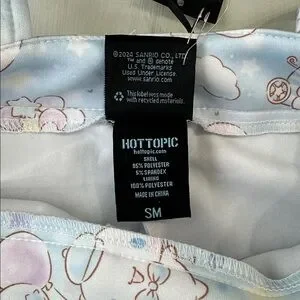 ©2024 SANRIO CO., LTD.
™ and ® denote
U.S. Trademarks
Used Under License.
www.sanrio.com
This label was made
with recycled materials.
HOTTOPIC
hottopic.com
SHELL
95% POLYESTER
5% SPANDEX
LINING
100% POLYESTER
MADE IN CHINA
SM